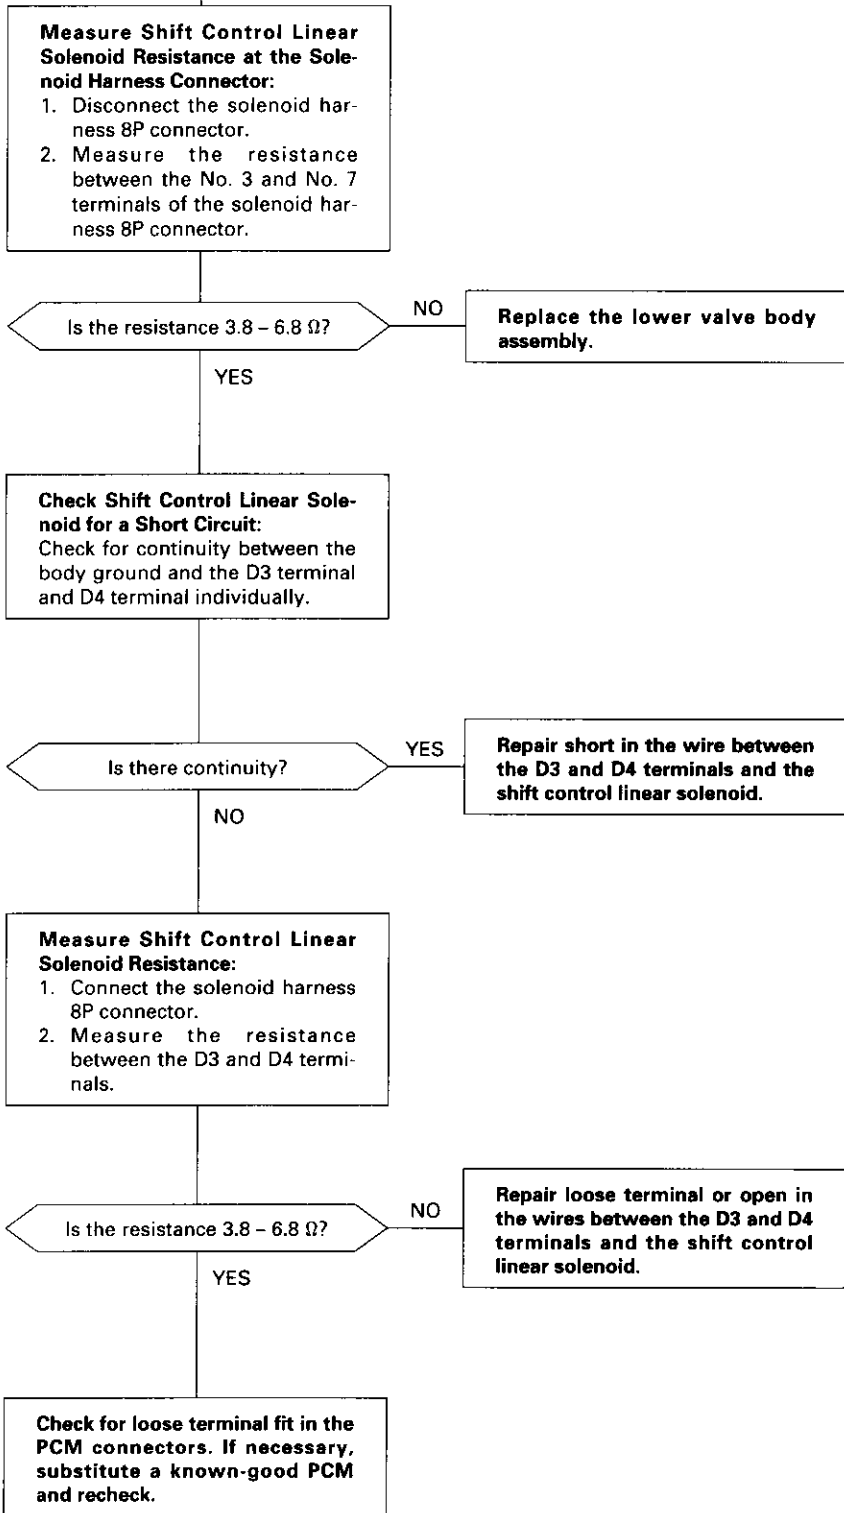 Measure Shift Control Linear
Solenoid Resistance at the Sole-
noid Harness Connector:
1. Disconnect the solenoid har-
ness 8P connector.
2. Measure the resistance
between the No. 3 and No. 7
terminals of the solenoid har-
ness 8P connector.
Is the resistance 3.8 – 6.8 Ω?
NO
Replace the lower valve body
assembly.
YES
Check Shift Control Linear Sole-
noid for a Short Circuit:
Check for continuity between the
body ground and the D3 terminal
and D4 terminal individually.
Is there continuity?
YES
Repair short in the wire between
the D3 and D4 terminals and the
shift control linear solenoid.
NO
Measure Shift Control Linear
Solenoid Resistance:
1. Connect the solenoid harness
8P connector.
2. Measure the resistance
between the D3 and D4 termi-
nals.
Is the resistance 3.8 – 6.8 Ω?
NO
Repair loose terminal or open in
the wires between the D3 and D4
terminals and the shift control
linear solenoid.
YES
Check for loose terminal fit in the
PCM connectors. If necessary,
substitute a known-good PCM
and recheck.